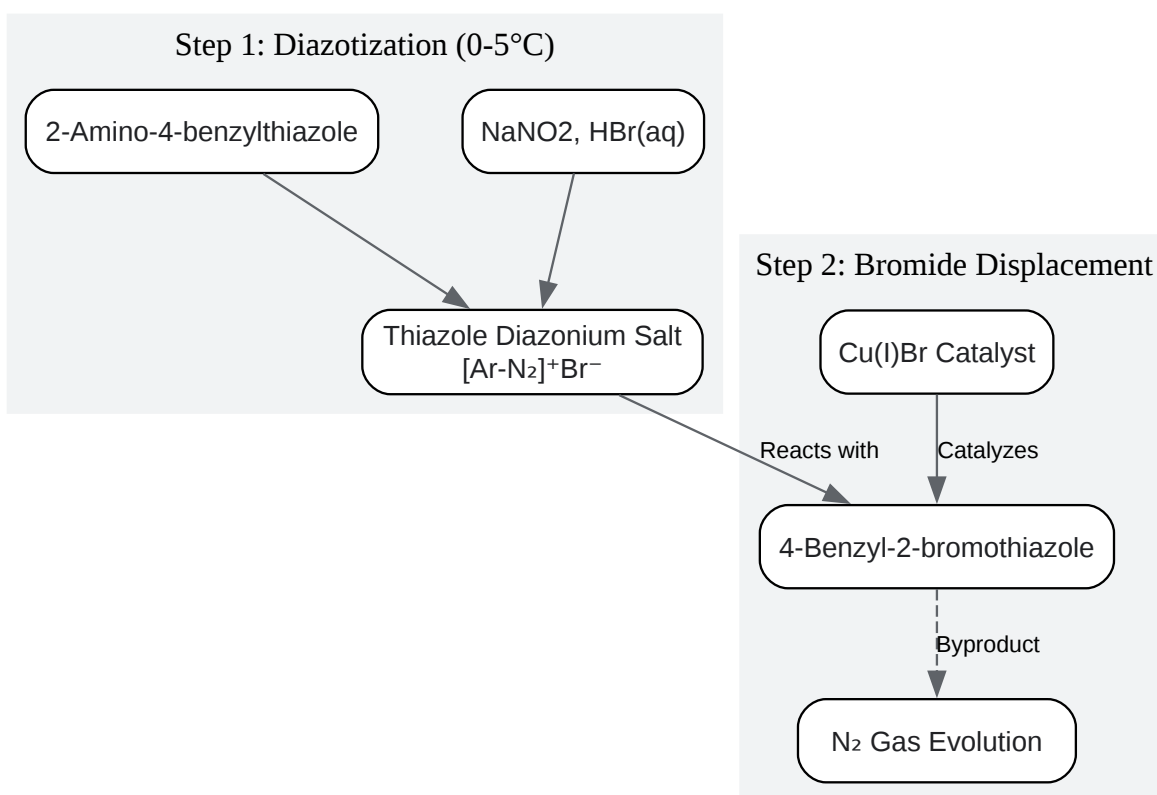 Step 1: Diazotization (0-5°C)
2-Amino-4-benzylthiazole
NaNO2, HBr(aq)
Thiazole Diazonium Salt
[Ar-N₂]⁺Br⁻
Step 2: Bromide Displacement
Cu(I)Br Catalyst
Reacts with
Catalyzes
4-Benzyl-2-bromothiazole
Byproduct
N₂ Gas Evolution